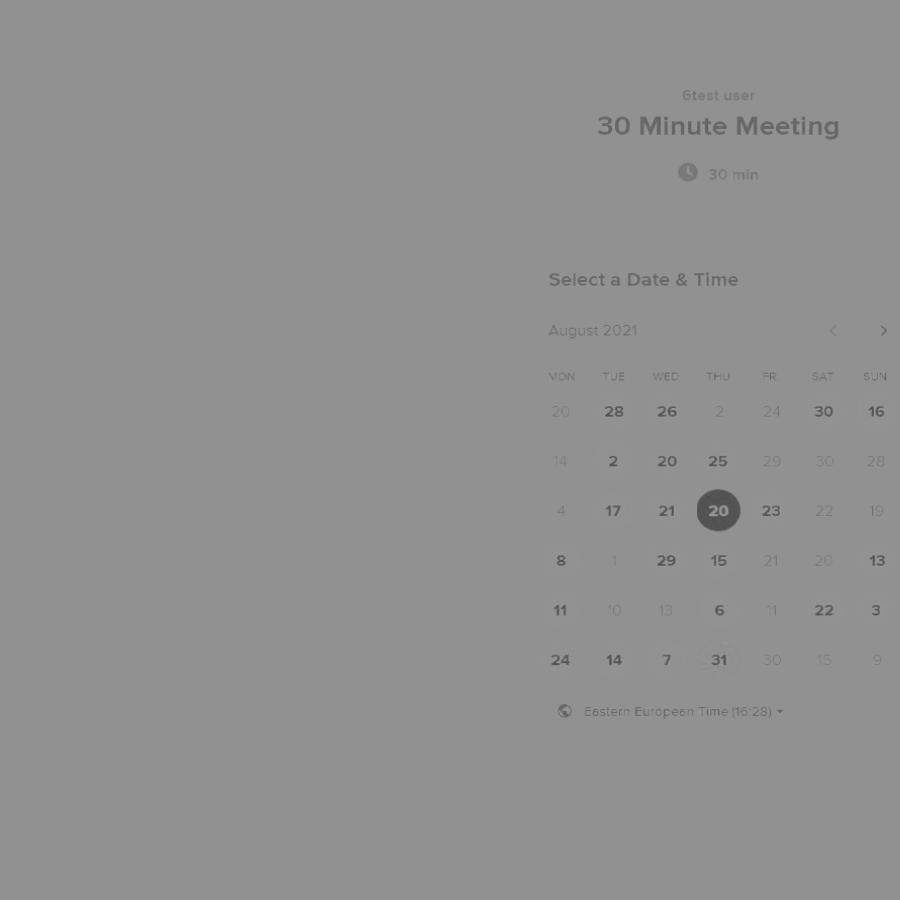 6test user
30 Minute Meeting
30 min
Select a Date & Time
August 2021
MON TUE WED THU FRI SAT SUN
20 28 26 2 24 30 16
14 2 20 25 29 30 28
4 17 21 20 23 22 19
8 1 29 15 21 20 13
11 10 13 6 11 22 3
24 14 7 31 30 15 9
Eastern European Time (16:28)